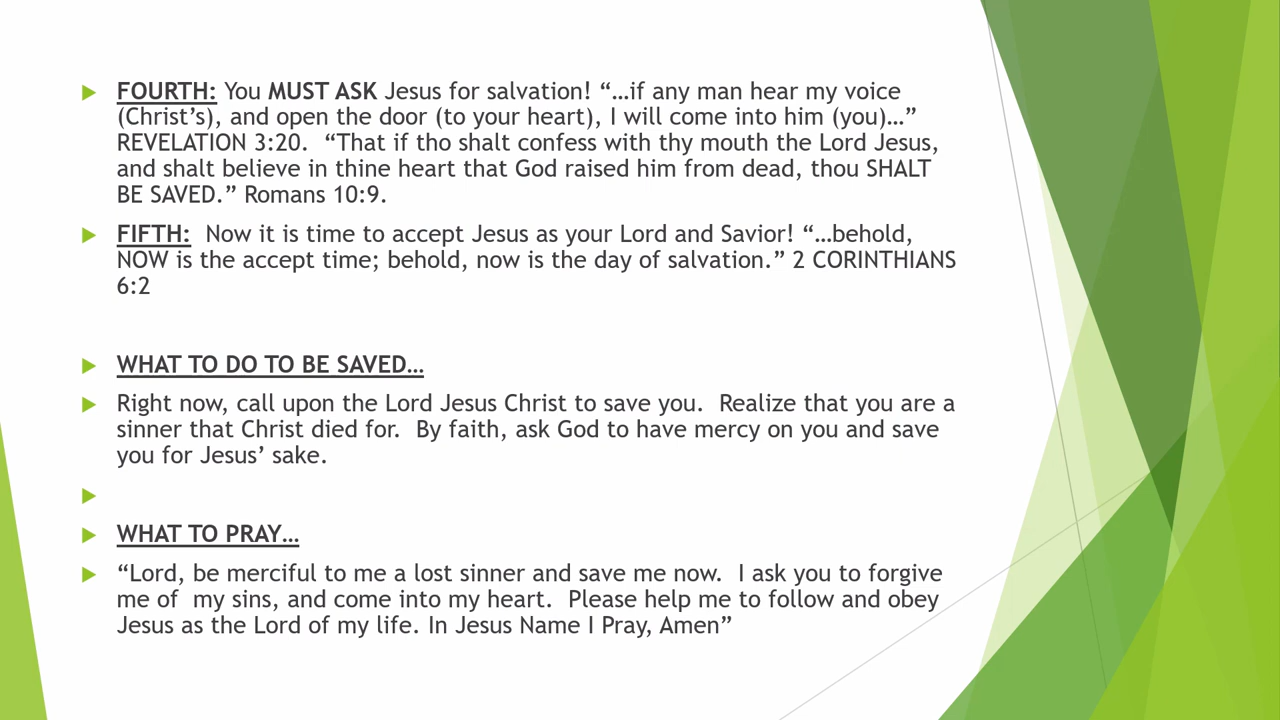 FOURTH: You MUST ASK Jesus for salvation! “…if any man hear my voice
(Christ’s), and open the door (to your heart), I will come into him (you)…”
REVELATION 3:20.  “That if tho shalt confess with thy mouth the Lord Jesus,
and shalt believe in thine heart that God raised him from dead, thou SHALT
BE SAVED.” Romans 10:9.
FIFTH:  Now it is time to accept Jesus as your Lord and Savior! “…behold,
NOW is the accept time; behold, now is the day of salvation.” 2 CORINTHIANS
6:2
WHAT TO DO TO BE SAVED…
Right now, call upon the Lord Jesus Christ to save you.  Realize that you are a
sinner that Christ died for.  By faith, ask God to have mercy on you and save
you for Jesus’ sake.
WHAT TO PRAY…
“Lord, be merciful to me a lost sinner and save me now.  I ask you to forgive
me of  my sins, and come into my heart.  Please help me to follow and obey
Jesus as the Lord of my life. In Jesus Name I Pray, Amen”